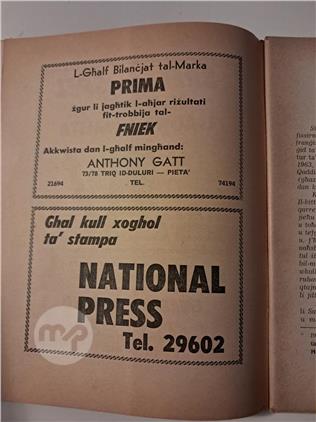 L-Għalf Bilanċjat tal-Marka
PRIMA
żgur li jagħtik l-aħjar riżultati
fit-trobbija tal-
FNIEK
Akkwista dan l-għalf mingħand:
ANTHONY GATT
73/78 TRIQ ID-DULURI — PIETA'
21694 TEL. 74194
Għal kull xogħol
ta' stampa
NATIONAL
PRESS
Tel. 29602
mp